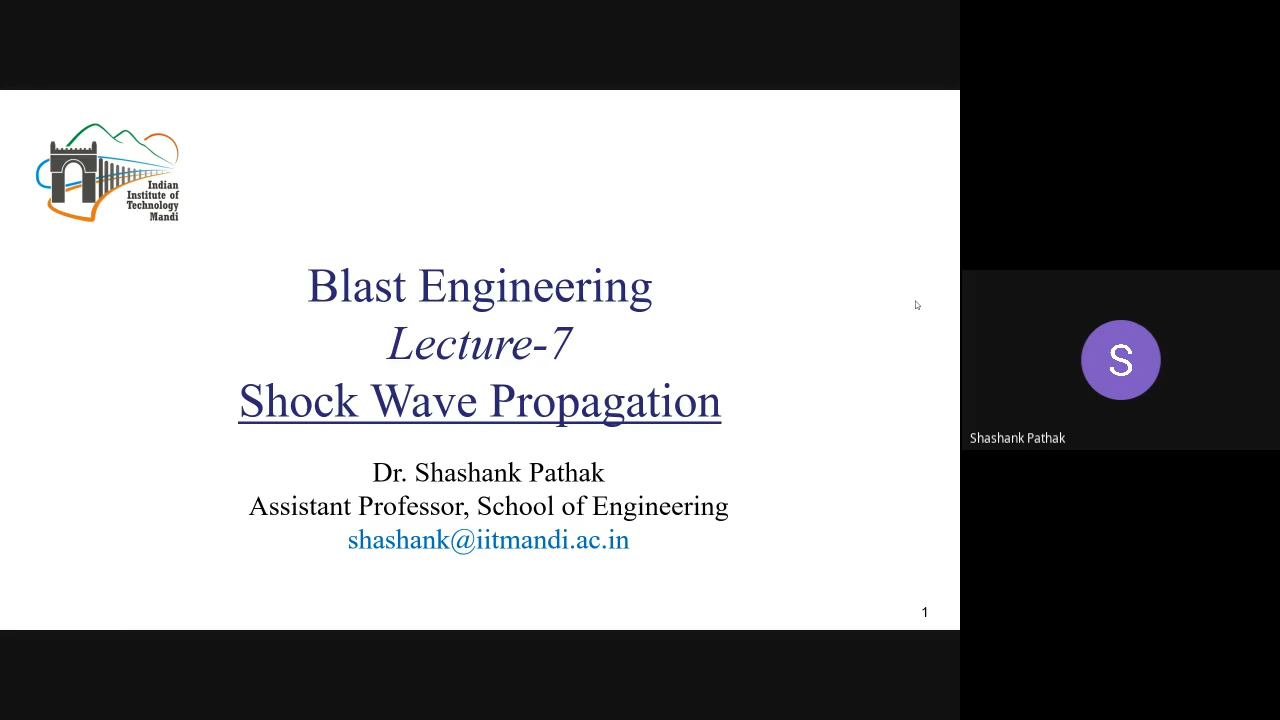 Indian
Institute of
Technology
Mandi
Blast Engineering
Lecture-7
Shock Wave Propagation
Dr. Shashank Pathak
Assistant Professor, School of Engineering
shashank@iitmandi.ac.in
1
S
Shashank Pathak